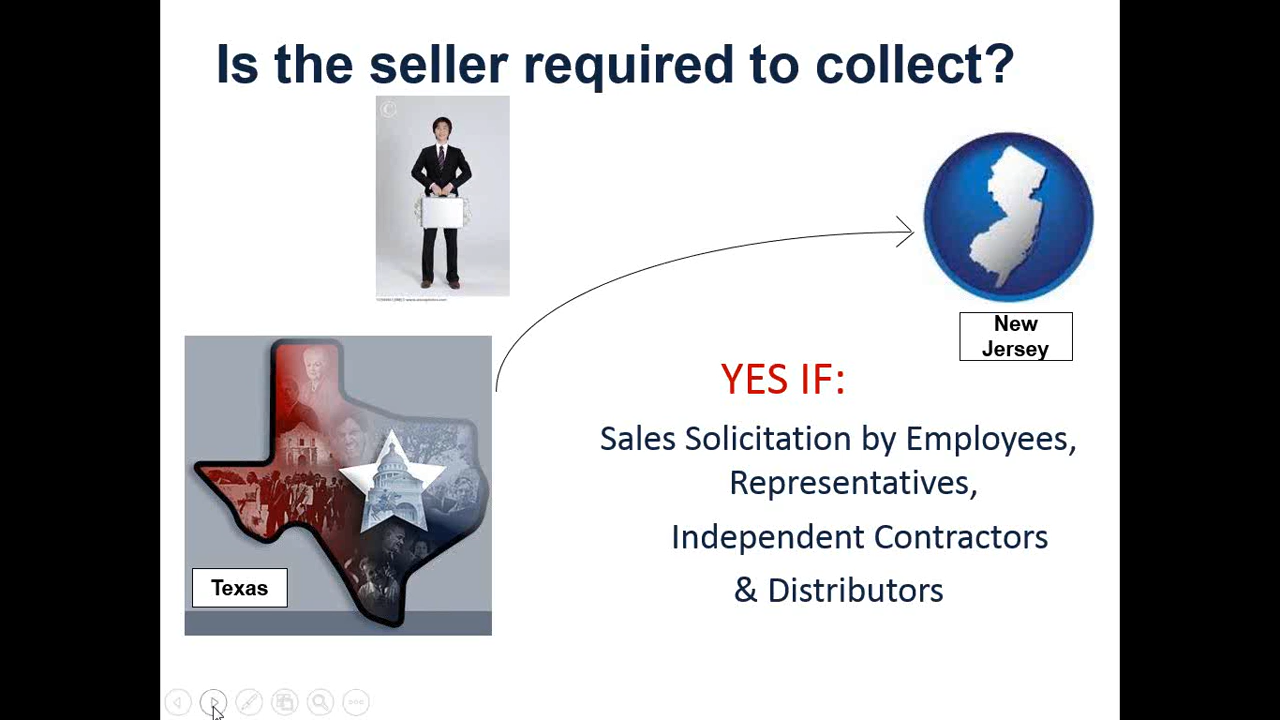 Is the seller required to collect?
©
New
Jersey
YES IF:
Sales Solicitation by Employees,
Representatives,
Independent Contractors
& Distributors
Texas